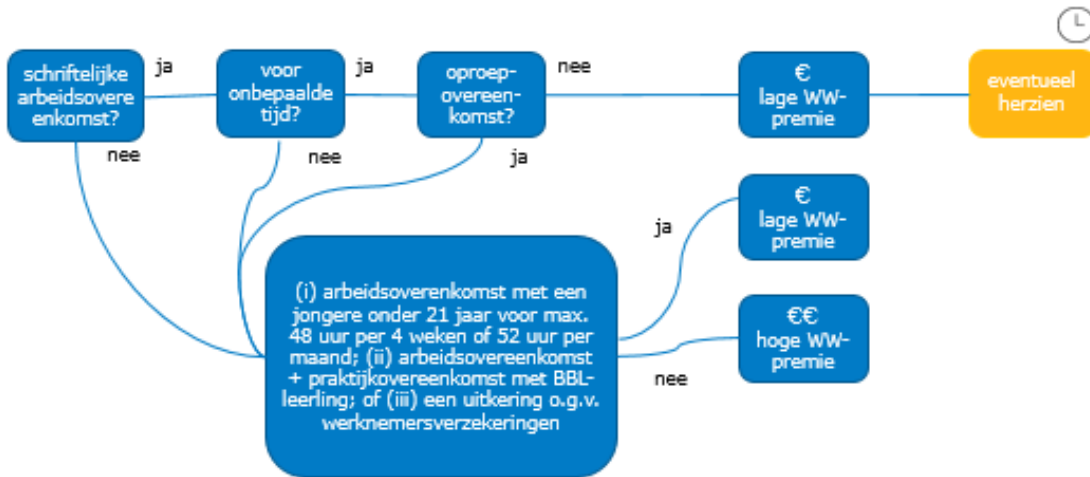 schriftelijke
arbeidsovere
enkomst?
ja
nee
voor
onbepaalde
tijd?
ja
nee
oproep-
overeen-
komst?
nee
ja
€
lage WW-
premie
eventueel
herzien
(i) arbeidsoverenkomst met een
jongere onder 21 jaar voor max.
48 uur per 4 weken of 52 uur per
maand; (ii) arbeidsovereenkomst
+ praktijkovereenkomst met BBL-
leerling; of (iii) een uitkering o.g.v.
werknemersverzekeringen
ja
€
lage WW-
premie
nee
€€
hoge WW-
premie